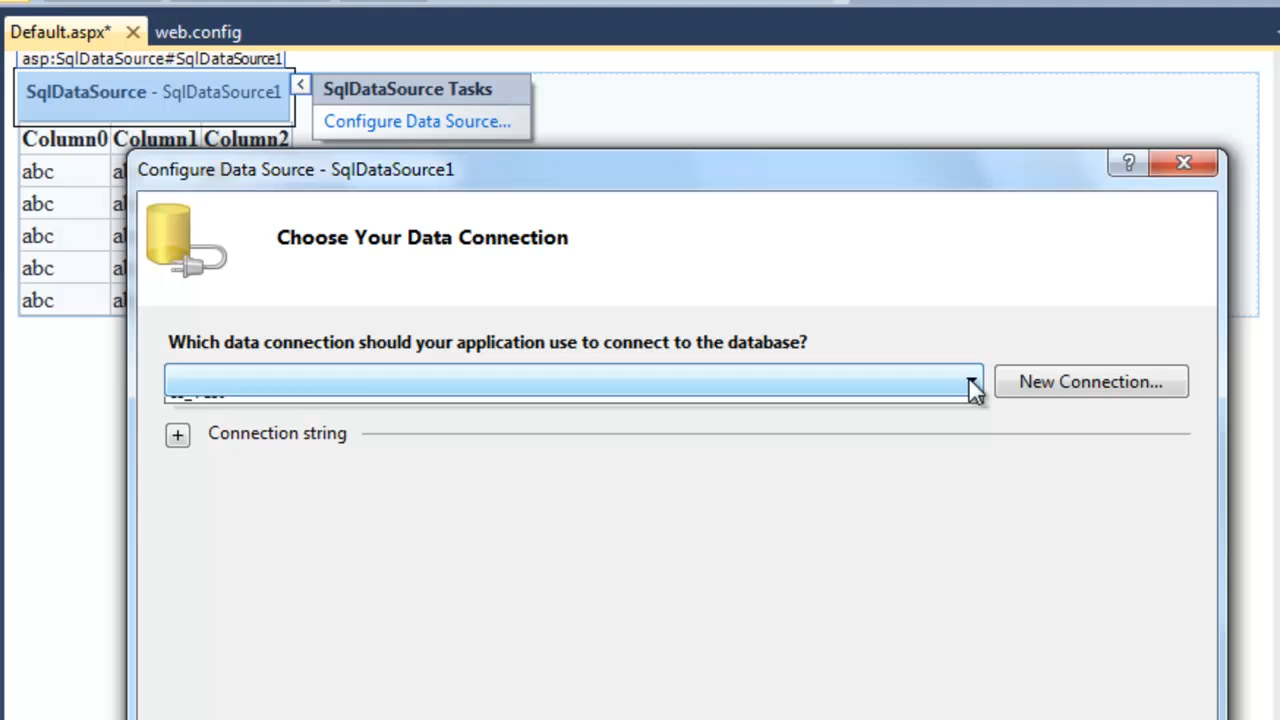 Default.aspx*
web.config
asp:SqlDataSource#SqlDataSource1
SqlDataSource - SqlDataSource1
SqlDataSource Tasks
Configure Data Source...
Column0 Column1 Column2
abc
abc
abc
abc
abc
Configure Data Source - SqlDataSource1
?
Choose Your Data Connection
Which data connection should your application use to connect to the database?
New Connection...
+ Connection string